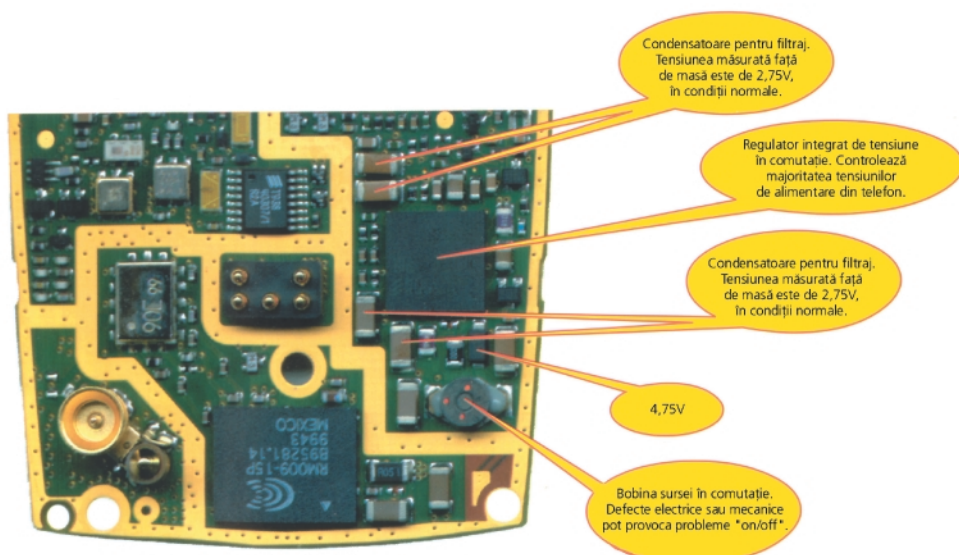 Condensatoare pentru filtraj.
Tensiunea măsurată față
de masă este de 2,75V,
în condiții normale.
Regulator integrat de tensiune
în comutație. Controlează
majoritatea tensiunilor
de alimentare din telefon.
Condensatoare pentru filtraj.
Tensiunea măsurată față
de masă este de 2,75V,
în condiții normale.
4,75V
Bobina sursei în comutație.
Defecte electrice sau mecanice
pot provoca probleme "on/off".
RM009-15P
B95281.14
9943
MEXICO